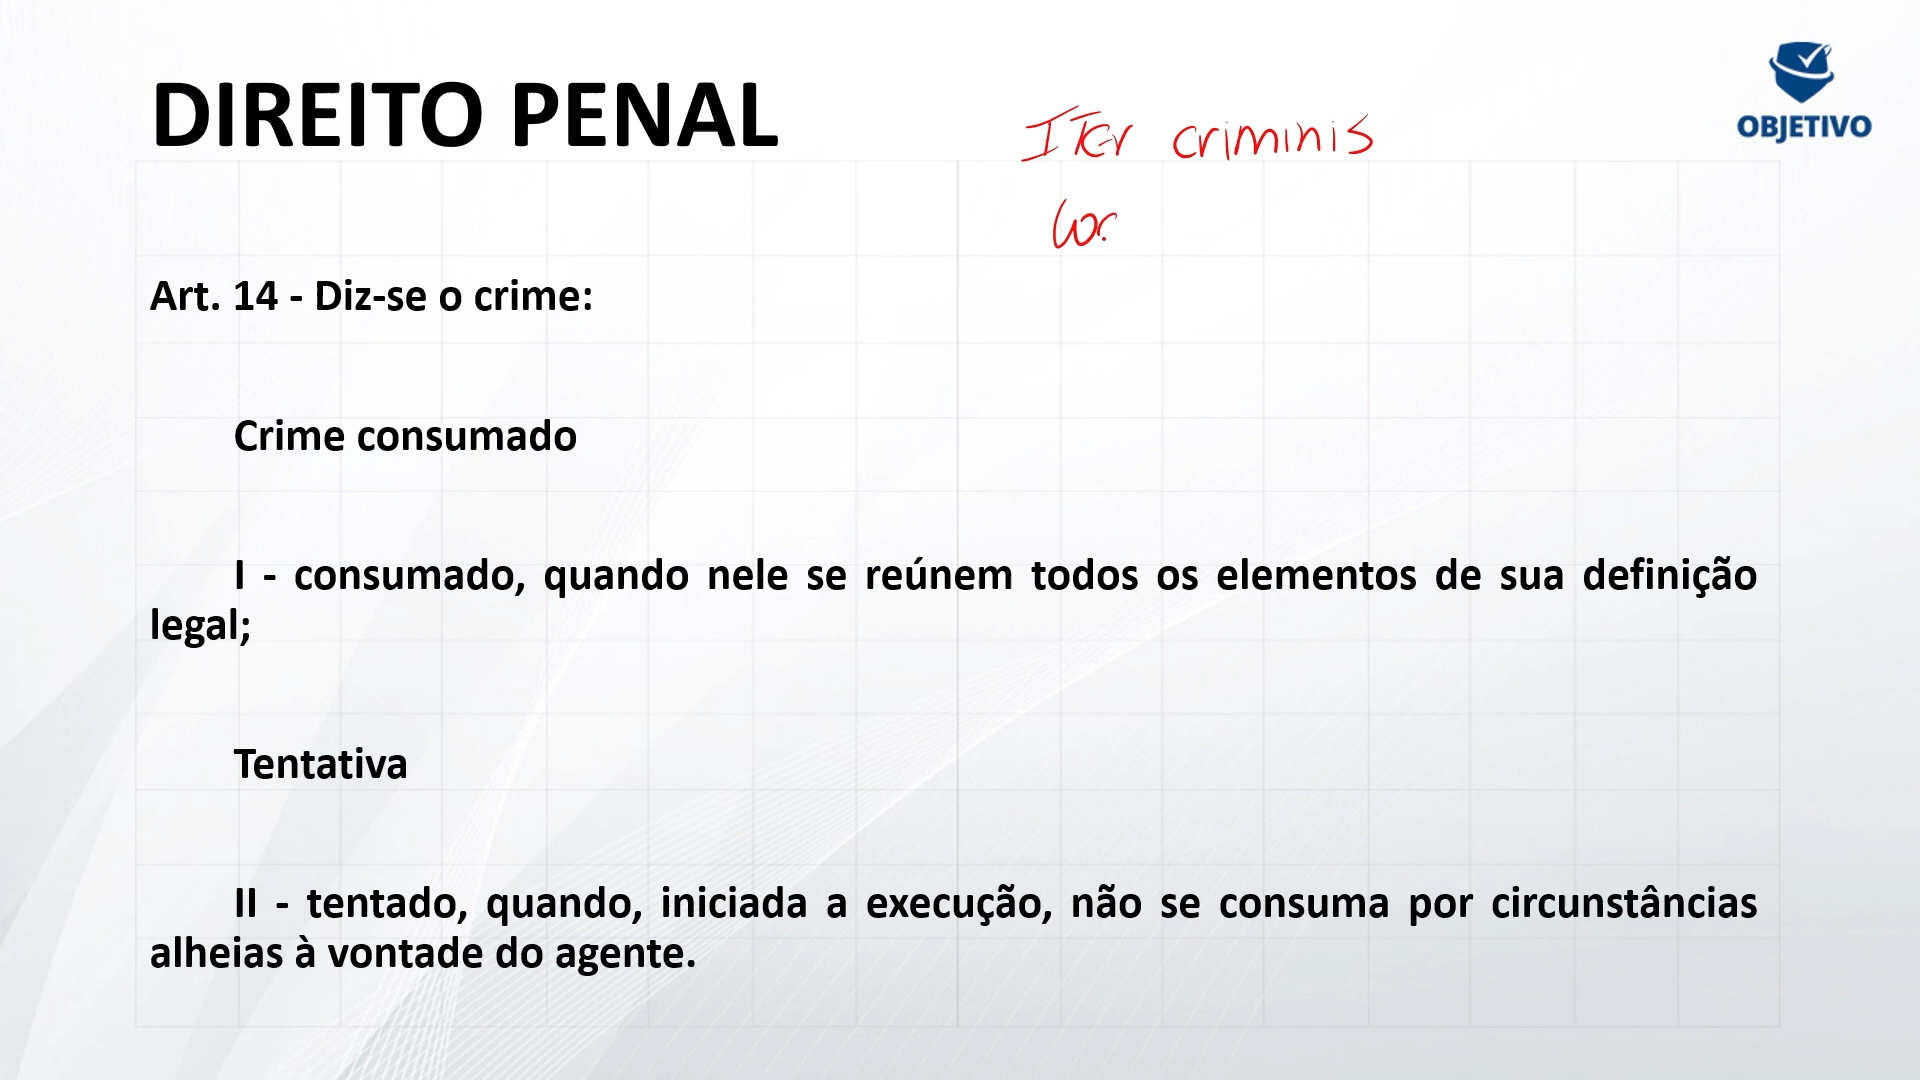 DIREITO PENAL
ITer criminis
OBJETIVO
Art. 14 - Diz-se o crime:
Crime consumado
I - consumado, quando nele se reúnem todos os elementos de sua definição
legal;
Tentativa
II - tentado, quando, iniciada a execução, não se consuma por circunstâncias
alheias à vontade do agente.